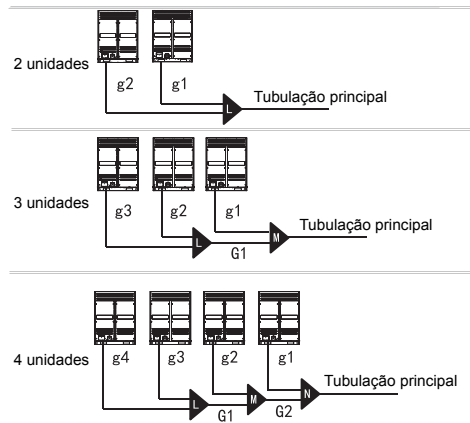 2 unidades
g2
g1
L
Tubulação principal
3 unidades
g3
g2
g1
L
M
G1
Tubulação principal
4 unidades
g4
g3
g2
g1
L
M
N
G1
G2
Tubulação principal